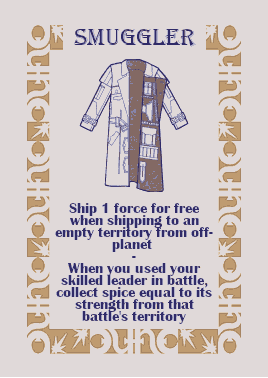 SMUGGLER
Ship 1 force for free
when shipping to an
empty territory from off-
planet
-
When you used your
skilled leader in battle,
collect spice equal to its
strength from that
battle's territory